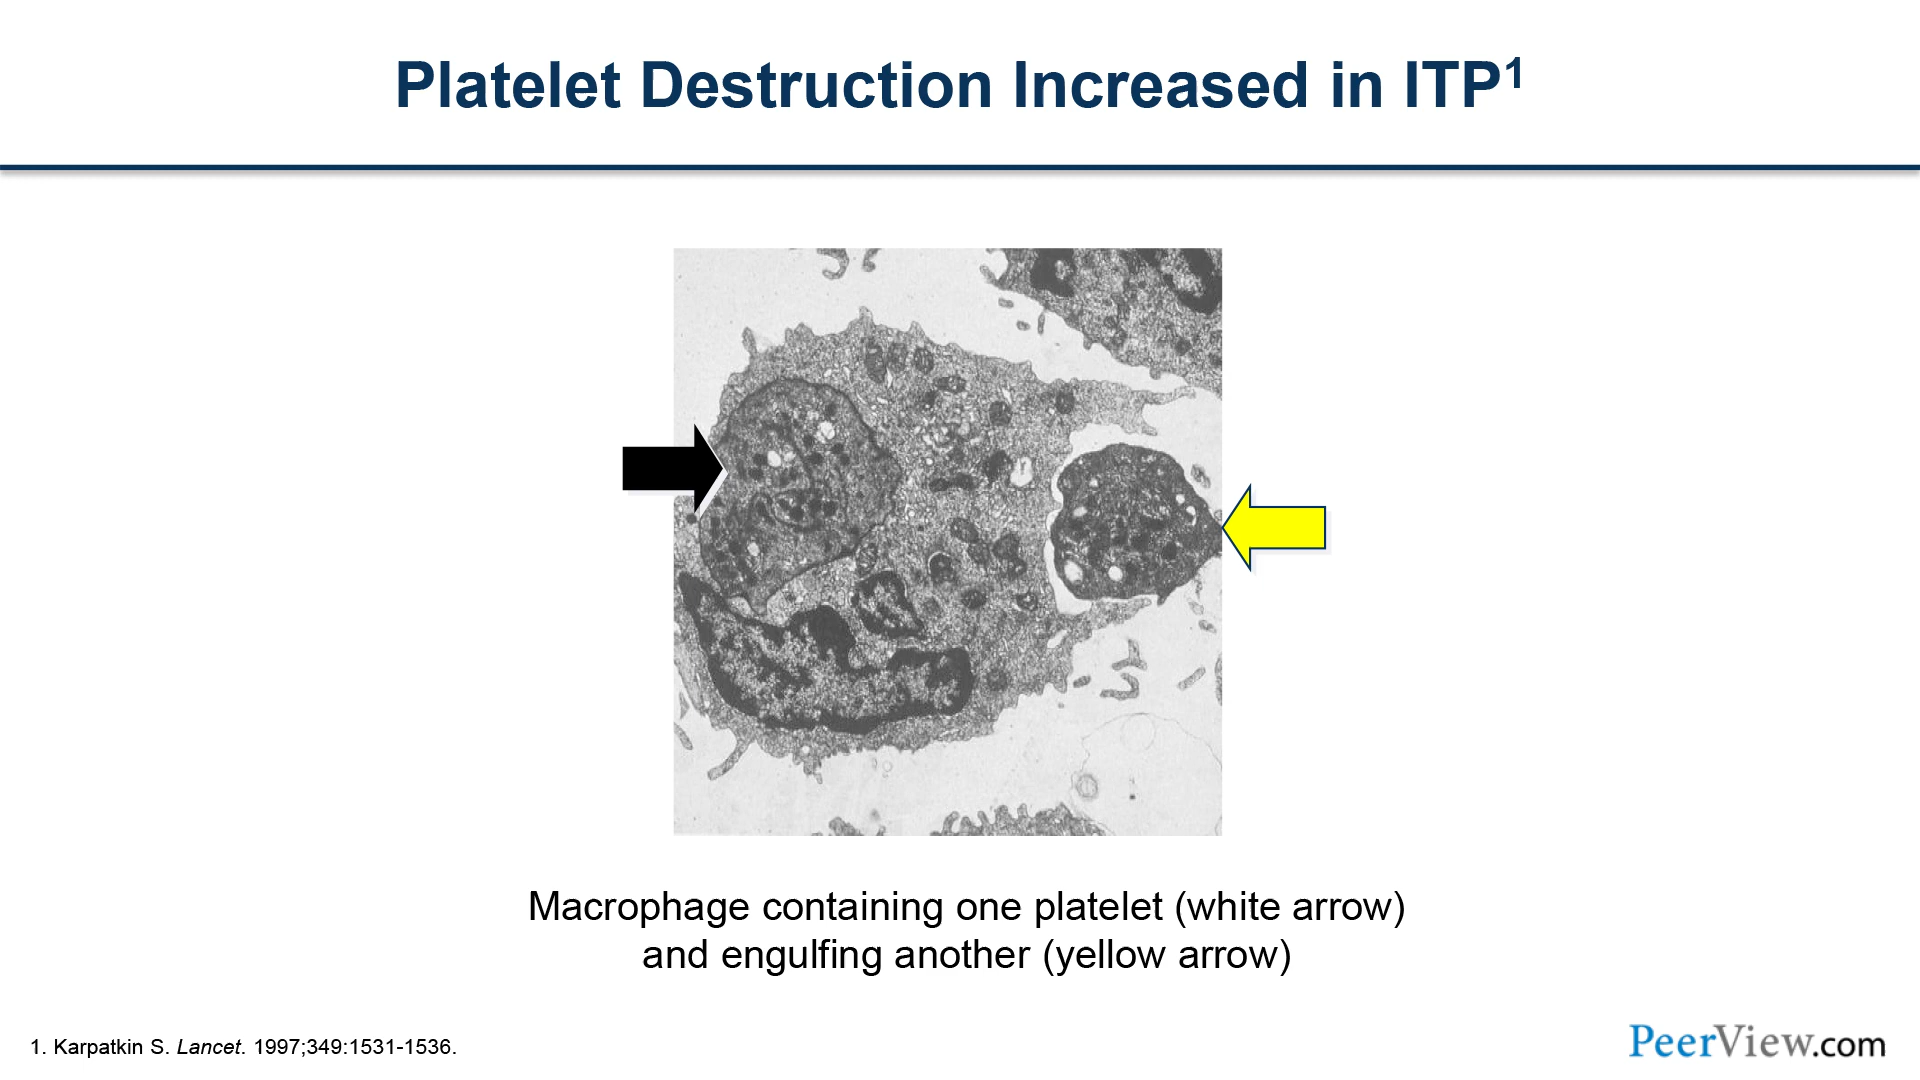 Platelet Destruction Increased in ITP¹
Macrophage containing one platelet (white arrow)
and engulfing another (yellow arrow)
1. Karpatkin S. Lancet. 1997;349:1531-1536.
PeerView.com